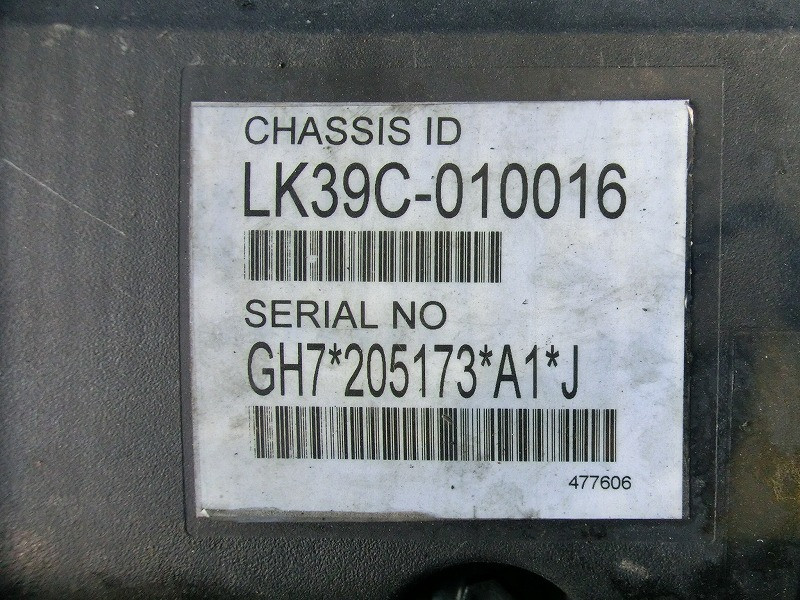 CHASSIS ID
LK39C-010016
SERIAL NO
GH7*205173*A1*J
477606